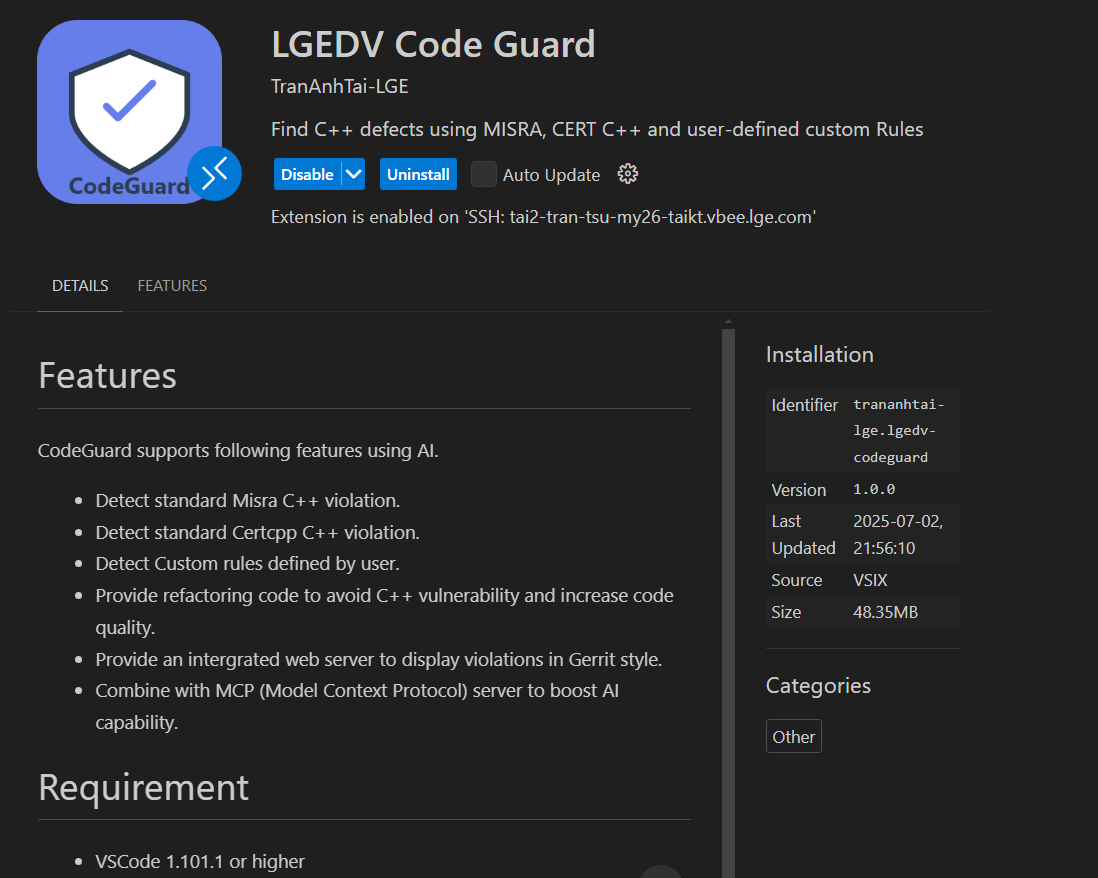 LGEDV Code Guard
TranAnhTai-LGE
Find C++ defects using MISRA, CERT C++ and user-defined custom Rules
Disable
Uninstall
Auto Update
Extension is enabled on 'SSH: tai2-tran-tsu-my26-taikt.vbee.lge.com'
CodeGuard
DETAILS
FEATURES
Features
CodeGuard supports following features using AI.
• Detect standard Misra C++ violation.
• Detect standard Certcpp C++ violation.
• Detect Custom rules defined by user.
• Provide refactoring code to avoid C++ vulnerability and increase code
quality.
• Provide an intergrated web server to display violations in Gerrit style.
• Combine with MCP (Model Context Protocol) server to boost AI
capability.
Requirement
• VSCode 1.101.1 or higher
Installation
Identifier trananhtai-
lge.lgedv-
codeguard
Version 1.0.0
Last 2025-07-02,
Updated 21:56:10
Source VSIX
Size 48.35MB
Categories
Other